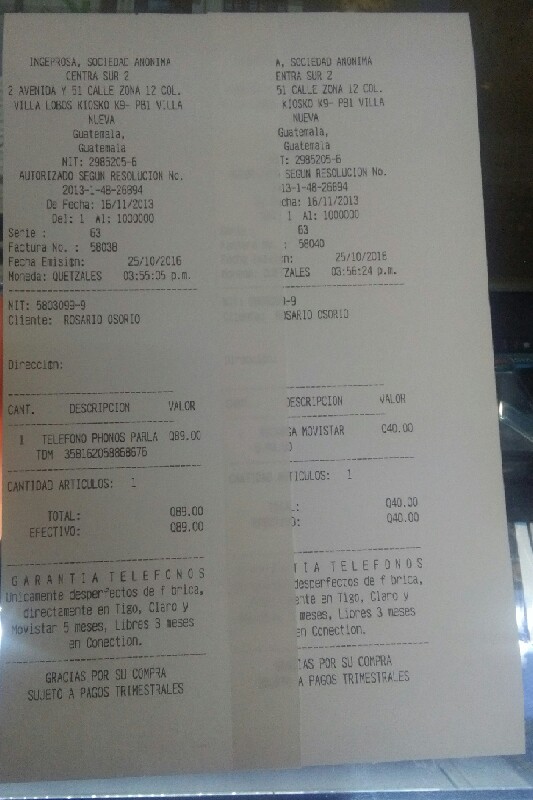 INGEPROSA, SOCIEDAD ANONIMA
CENTRA SUR 2
2 AVENIDA Y 51 CALLE ZONA 12 COL.
VILLA LOBOS KIOSKO K9- PB1 VILLA
NUEVA
Guatemala,
Guatemala
NIT: 2985205-6
AUTORIZADO SEGUN RESOLUCION No.
2013-1-48-26894
De Fecha: 16/11/2013
Del: 1 Al: 1000000
Serie : 63
Factura No. : 58038
Fecha Emision: 25/10/2016
Moneda: QUETZALES 03:55:35 p.m.
NIT: 5803099-9
Cliente: ROSARIO OSORIO
Direccion:
CANT. DESCRIPCION VALOR
1 TELEFONO PHONOS PARLA Q89.00
TDM 358162058868676
CANTIDAD ARTICULOS: 1
TOTAL: Q89.00
EFECTIVO: Q89.00
G A R A N T I A T E L E F O N O S
Unicamente desperfectos de f brica,
directamente en Tigo, Claro y
Movistar 5 meses, Libres 3 meses
en Conection.
GRACIAS POR SU COMPRA
SUJETO A PAGOS TRIMESTRALES
A, SOCIEDAD ANONIMA
ENTRA SUR 2
51 CALLE ZONA 12 COL.
KIOSKO K9- PB1 VILLA
NUEVA
Guatemala,
Guatemala
T: 2985205-6
SEGUN RESOLUCION No.
13-1-48-26894
cha: 16/11/2013
1 Al: 1000000
63
: 58040
n: 25/10/2016
ZALES 03:56:24 p.m.
-9
SARIO OSORIO
DESCRIPCION VALOR
GA MOVISTAR Q40.00
O
TICULOS: 1
L: Q40.00
O: Q40.00
T I A T E L E F O N O S
desperfectos de f brica,
nte en Tigo, Claro y
meses, Libres 3 meses
en Conection.
IAS POR SU COMPRA
A PAGOS TRIMESTRALES